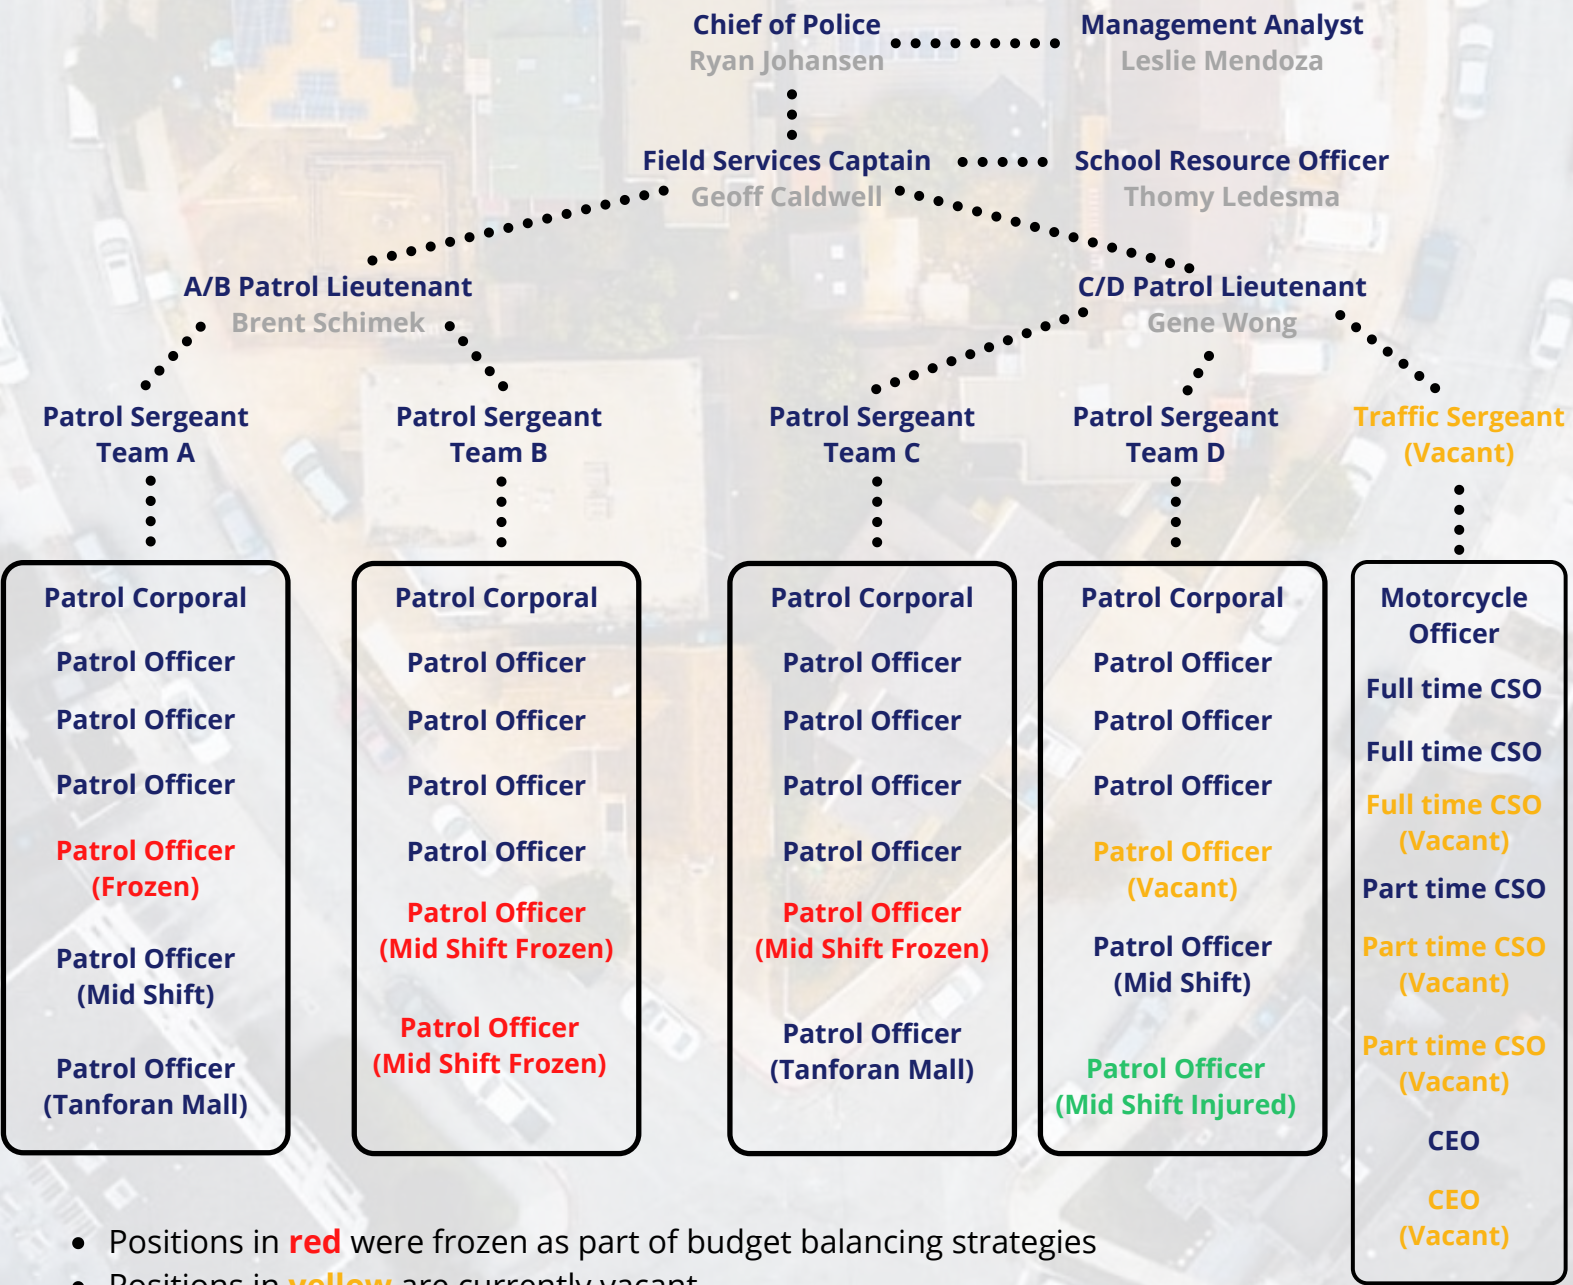 Chief of Police
Ryan Johansen
Management Analyst
Leslie Mendoza
Field Services Captain
Geoff Caldwell
School Resource Officer
Thomy Ledesma
A/B Patrol Lieutenant
Brent Schimek
C/D Patrol Lieutenant
Gene Wong
Patrol Sergeant
Team A
Patrol Sergeant
Team B
Patrol Sergeant
Team C
Patrol Sergeant
Team D
Traffic Sergeant
(Vacant)
Patrol Corporal
Patrol Officer
Patrol Officer
Patrol Officer
Patrol Officer
(Frozen)
Patrol Officer
(Mid Shift)
Patrol Officer
(Tanforan Mall)
Patrol Corporal
Patrol Officer
Patrol Officer
Patrol Officer
Patrol Officer
Patrol Officer
(Mid Shift Frozen)
Patrol Officer
(Mid Shift Frozen)
Patrol Corporal
Patrol Officer
Patrol Officer
Patrol Officer
Patrol Officer
Patrol Officer
(Mid Shift Frozen)
Patrol Officer
(Tanforan Mall)
Patrol Corporal
Patrol Officer
Patrol Officer
Patrol Officer
Patrol Officer
(Vacant)
Patrol Officer
(Mid Shift)
Patrol Officer
(Mid Shift Injured)
Motorcycle
Officer
Full time CSO
Full time CSO
Full time CSO
(Vacant)
Part time CSO
Part time CSO
(Vacant)
Part time CSO
(Vacant)
CEO
CEO
(Vacant)
• Positions in red were frozen as part of budget balancing strategies
• Positions in yellow are currently vacant